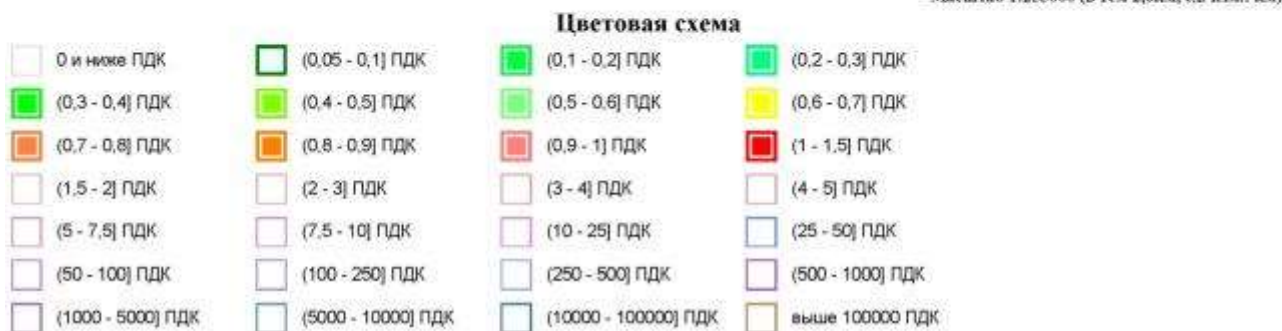 Цветовая схема
0 и ниже ПДК (0,05 - 0,1] ПДК (0,1 - 0,2] ПДК (0,2 - 0,3] ПДК
(0,3 - 0,4] ПДК (0,4 - 0,5] ПДК (0,5 - 0,6] ПДК (0,6 - 0,7] ПДК
(0,7 - 0,8] ПДК (0,8 - 0,9] ПДК (0,9 - 1] ПДК (1 - 1,5] ПДК
(1,5 - 2] ПДК (2 - 3] ПДК (3 - 4] ПДК (4 - 5] ПДК
(5 - 7,5] ПДК (7,5 - 10] ПДК (10 - 25] ПДК (25 - 50] ПДК
(50 - 100] ПДК (100 - 250] ПДК (250 - 500] ПДК (500 - 1000] ПДК
(1000 - 5000] ПДК (5000 - 10000] ПДК (10000 - 100000] ПДК выше 100000 ПДК